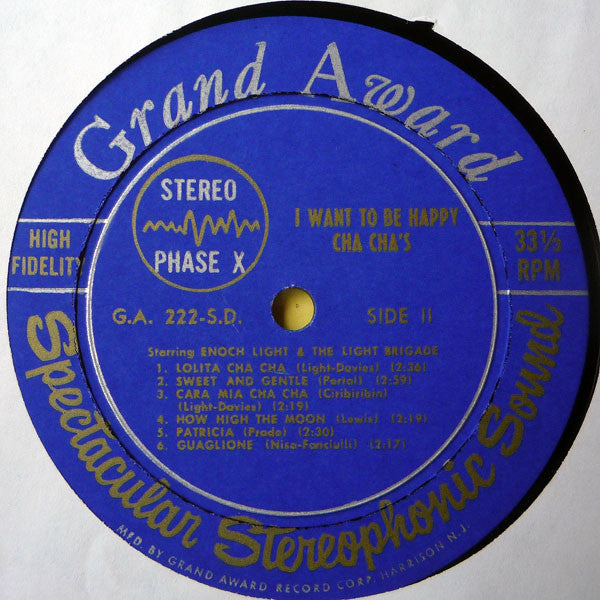 Grand Award
STEREO
PHASE X
I WANT TO BE HAPPY
CHA CHA'S
HIGH
FIDELITY
33⅓
RPM
G.A. 222-S.D.
SIDE II
Starring ENOCH LIGHT & THE LIGHT BRIGADE
1. LOLITA CHA CHA (Light-Davies) (2:36)
2. SWEET AND GENTLE (Portal) (2:59)
3. CARA MIA CHA CHA (Ciribiribin)
(Light-Davies) (2:19)
4. HOW HIGH THE MOON (Lewis) (2:19)
5. PATRICIA (Prado) (2:30)
6. GUAGLIONE (Nisa-Fanciulli) (2:17)
Spectacular Stereophonic Sound
MFD. BY GRAND AWARD RECORD CORP. HARRISON N.J.